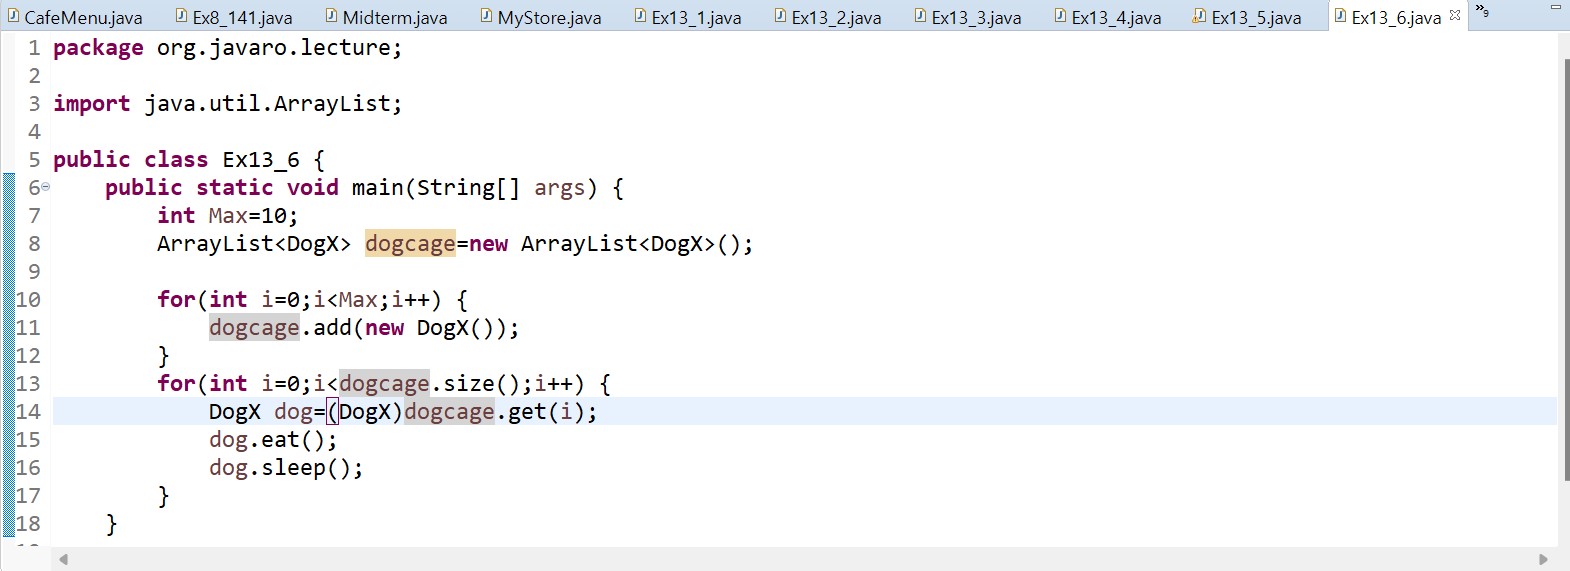 CafeMenu.java Ex8_141.java Midterm.java MyStore.java Ex13_1.java Ex13_2.java Ex13_3.java Ex13_4.java Ex13_5.java Ex13_6.java »9
1 package org.javaro.lecture;
2
3 import java.util.ArrayList;
4
5 public class Ex13_6 {
6 public static void main(String[] args) {
7 int Max=10;
8 ArrayList<DogX> dogcage=new ArrayList<DogX>();
9
10 for(int i=0;i<Max;i++) {
11 dogcage.add(new DogX());
12 }
13 for(int i=0;i<dogcage.size();i++) {
14 DogX dog=(DogX)dogcage.get(i);
15 dog.eat();
16 dog.sleep();
17 }
18 }